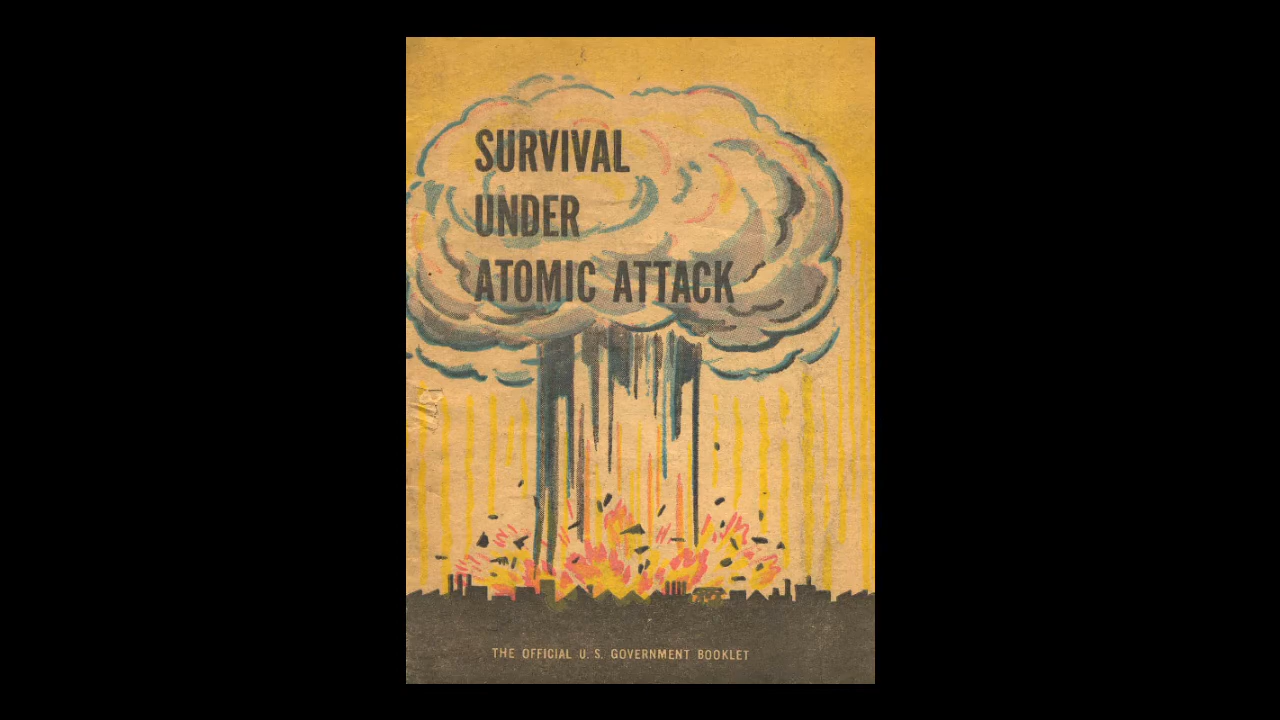 SURVIVAL
UNDER
ATOMIC ATTACK
THE OFFICIAL U. S. GOVERNMENT BOOKLET